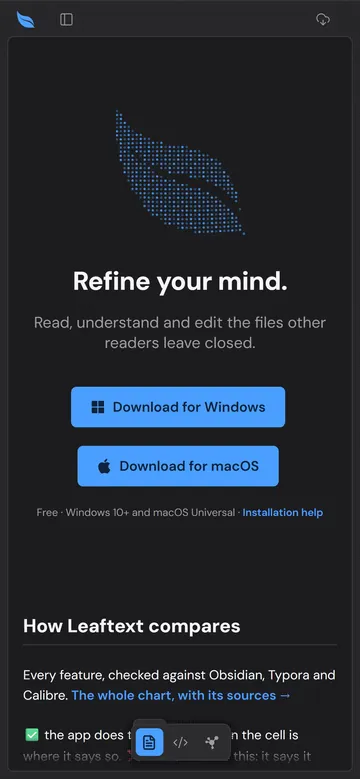 Refine your mind.
Read, understand and edit the files other
readers leave closed.
Download for Windows
Download for macOS
Free · Windows 10+ and macOS Universal · Installation help
How Leaftext compares
Every feature, checked against Obsidian, Typora and
Calibre. The whole chart, with its sources →
✅ the app does n the cell is
where it says so. this: it says it